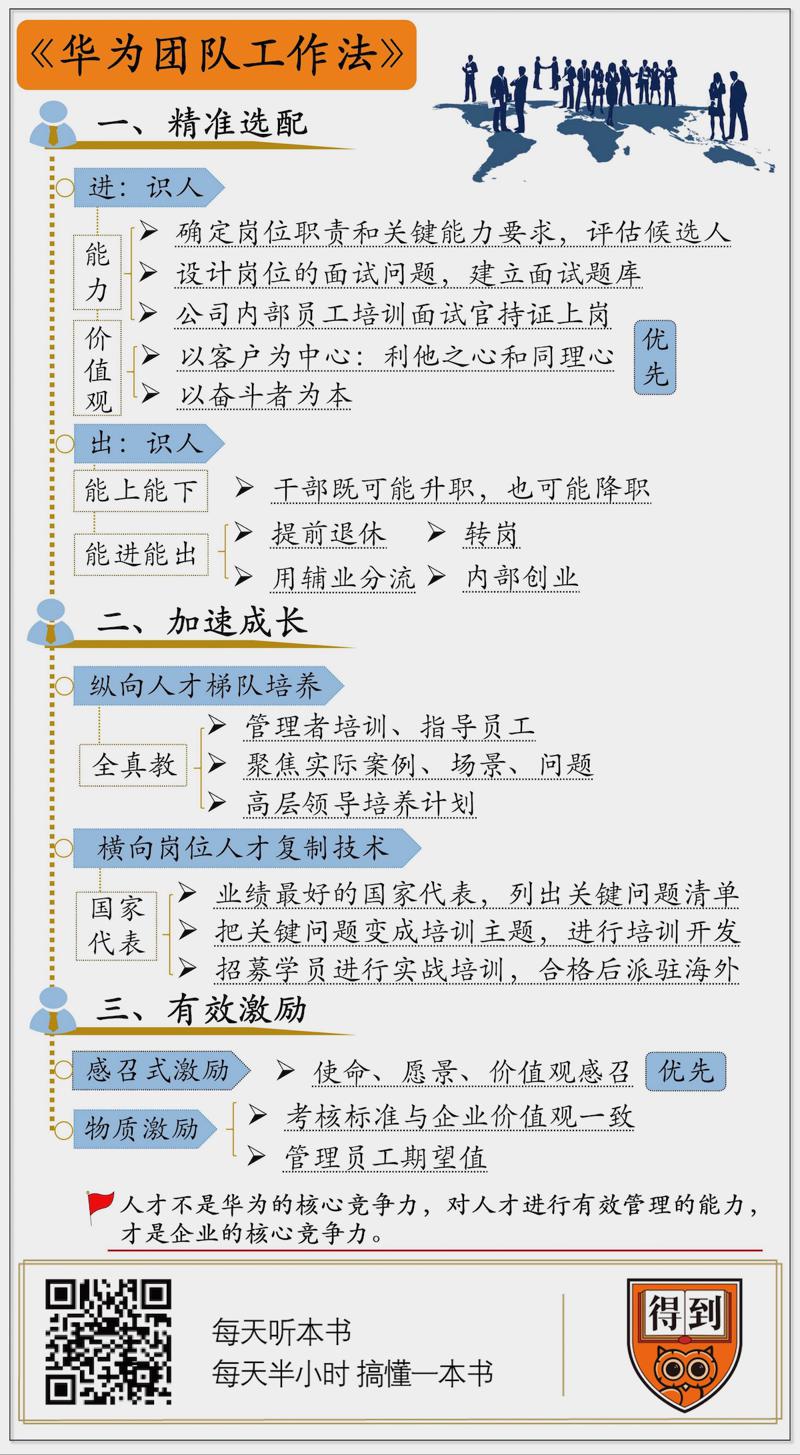 《华为团队工作法》
一、精准选配
进：识人
能力
确定岗位职责和关键能力要求，评估候选人
设计岗位的面试问题，建立面试题库
公司内部员工培训面试官持证上岗
价值观
以客户为中心：利他之心和同理心
以奋斗者为本
优先
出：识人
能上能下
干部既可能升职，也可能降职
能进能出
提前退休
转岗
用辅业分流
内部创业
二、加速成长
纵向人才梯队培养
全真教
管理者培训、指导员工
聚焦实际案例、场景、问题
高层领导培养计划
横向岗位人才复制技术
国家
代表
业绩最好的国家代表，列出关键问题清单
把关键问题变成培训主题，进行培训开发
招募学员进行实战培训，合格后派驻海外
三、有效激励
感召式激励
使命、愿景、价值观感召
优先
物质激励
考核标准与企业价值观一致
管理员工期望值
人才不是华为的核心竞争力，对人才进行有效管理的能力，
才是企业的核心竞争力。
每天听本书
每天半小时 搞懂一本书
得到